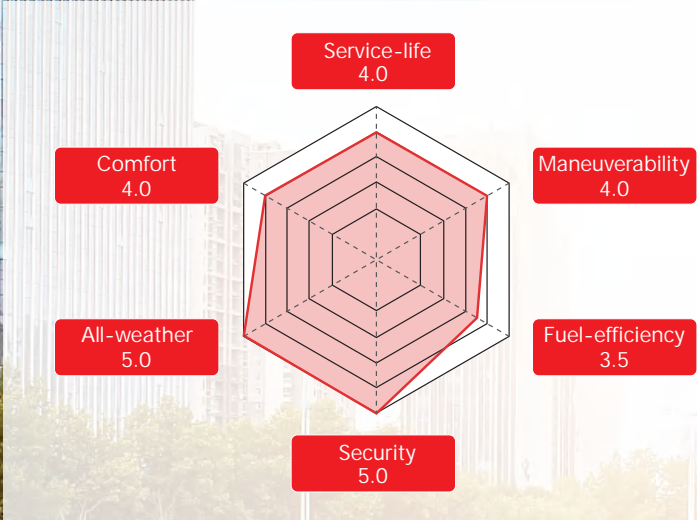 Service-life
4.0
Comfort
4.0
Maneuverability
4.0
All-weather
5.0
Fuel-efficiency
3.5
Security
5.0